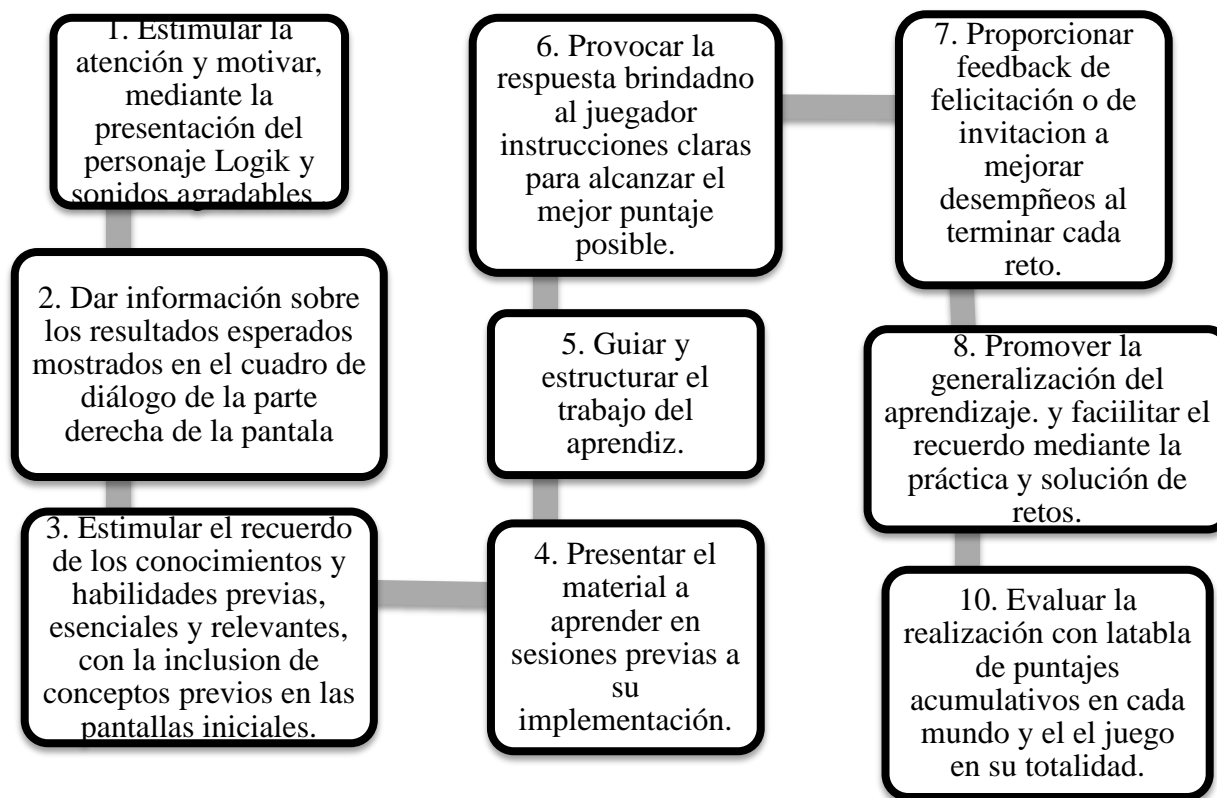 1. Estimular la
atención y motivar,
mediante la
presentación del
personaje Logik y
sonidos agradables.
2. Dar información sobre
los resultados esperados
mostrados en el cuadro de
diálogo de la parte
derecha de la pantala
3. Estimular el recuerdo
de los conocimientos y
habilidades previas,
esenciales y relevantes,
con la inclusion de
conceptos previos en las
pantallas iniciales.
4. Presentar el
material a
aprender en
sesiones previas a
su
implementación.
5. Guiar y
estructurar el
trabajo del
aprendiz.
6. Provocar la
respuesta brindadno
al juegador
instrucciones claras
para alcanzar el
mejor puntaje
posible.
7. Proporcionar
feedback de
felicitación o de
invitacion a
mejorar
desempñeos al
terminar cada
reto.
8. Promover la
generalización del
aprendizaje. y faciilitar el
recuerdo mediante la
práctica y solución de
retos.
10. Evaluar la
realización con latabla
de puntajes
acumulativos en cada
mundo y el el juego
en su totalidad.